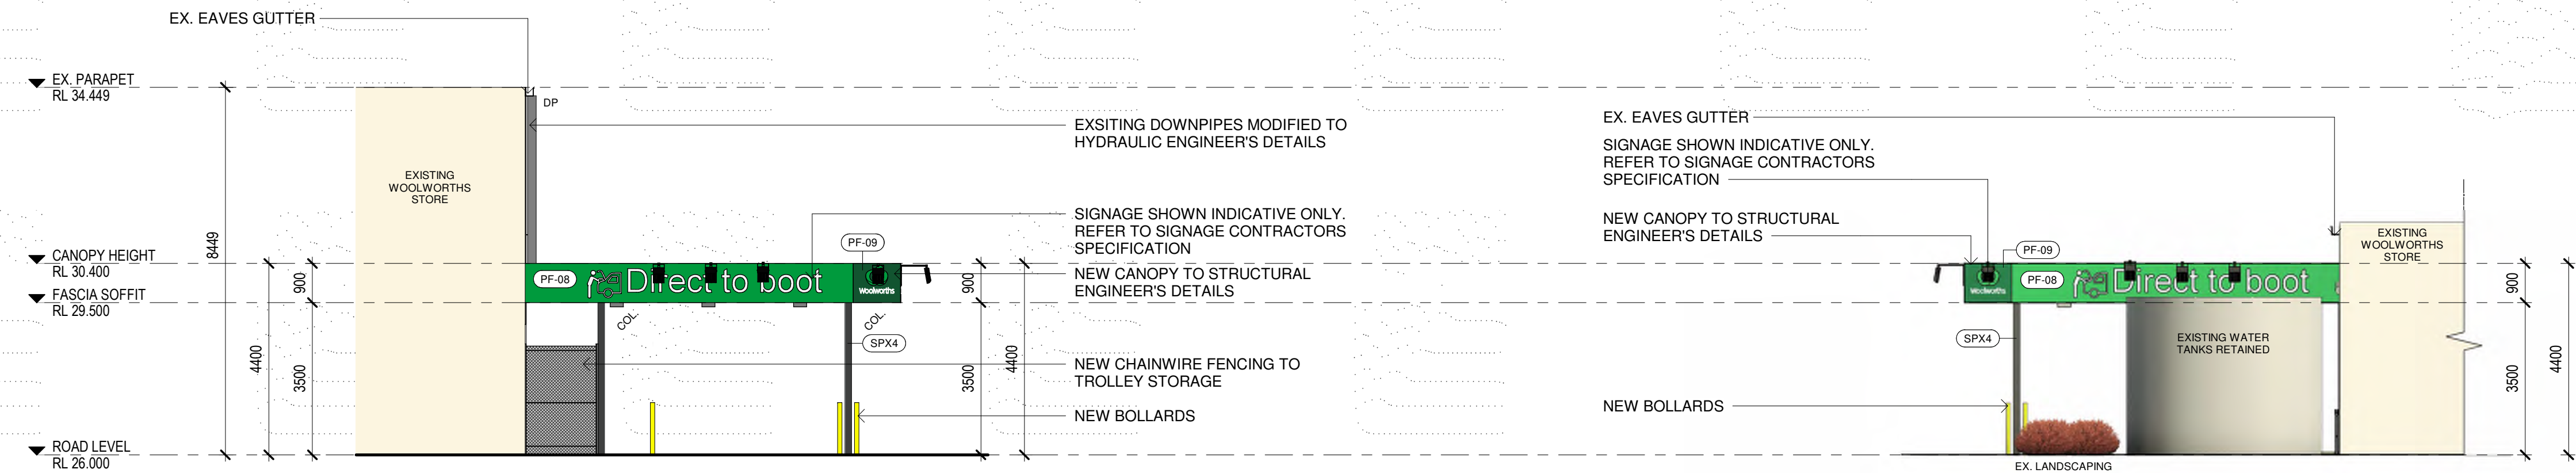 EX. EAVES GUTTER
EX. PARAPET
RL 34.449
DP
EXSITING DOWNPIPES MODIFIED TO
HYDRAULIC ENGINEER'S DETAILS
EXISTING
WOOLWORTHS
STORE
8449
SIGNAGE SHOWN INDICATIVE ONLY.
REFER TO SIGNAGE CONTRACTORS
SPECIFICATION
PF-09
CANOPY HEIGHT
RL 30.400
900
PF-08
Direct to boot
Woolworths
900
NEW CANOPY TO STRUCTURAL
ENGINEER'S DETAILS
FASCIA SOFFIT
RL 29.500
COL.
COL.
SPX4
4400
3500
3500
4400
NEW CHAINWIRE FENCING TO
TROLLEY STORAGE
NEW BOLLARDS
ROAD LEVEL
RL 26.000
EX. EAVES GUTTER
SIGNAGE SHOWN INDICATIVE ONLY.
REFER TO SIGNAGE CONTRACTORS
SPECIFICATION
NEW CANOPY TO STRUCTURAL
ENGINEER'S DETAILS
EXISTING
WOOLWORTHS
STORE
PF-09
Woolworths
PF-08
Direct to boot
900
SPX4
EXISTING WATER
TANKS RETAINED
3500
4400
NEW BOLLARDS
EX. LANDSCAPING